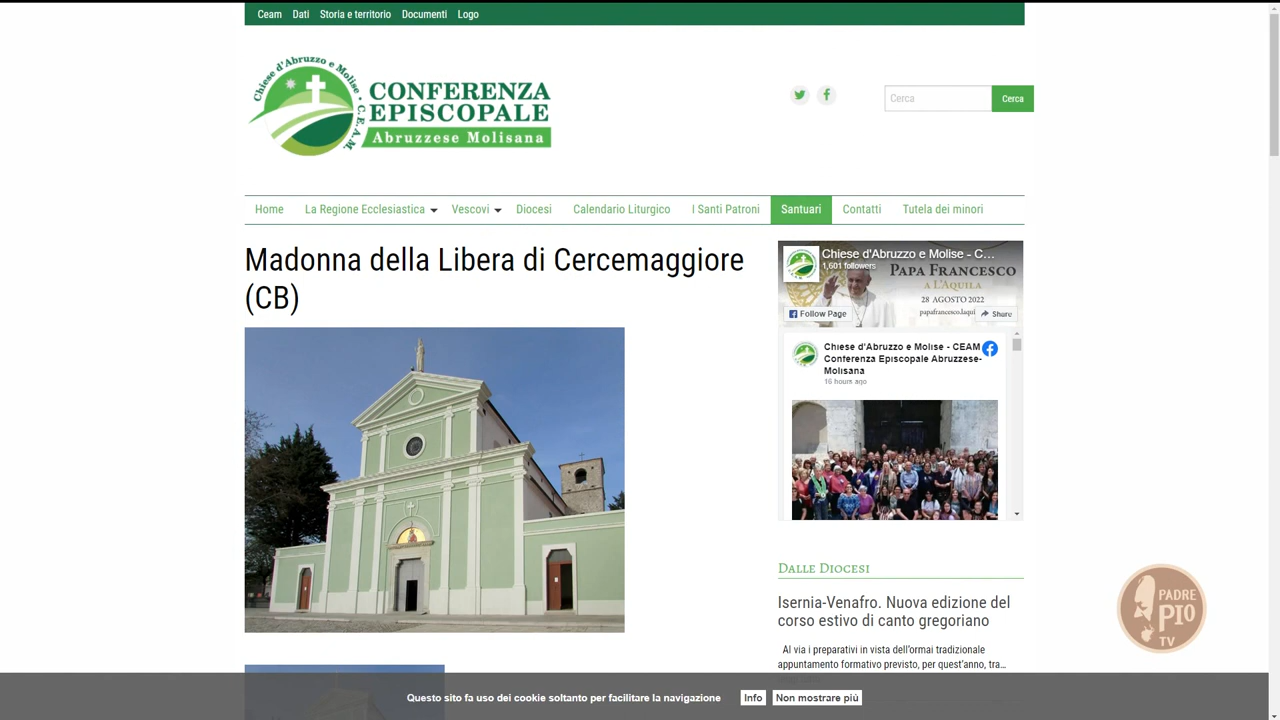 Ceam Dati Storia e territorio Documenti Logo
Chiese d'Abruzzo e Molise • C.E.A.M.
CONFERENZA
EPISCOPALE
Abruzzese Molisana
Cerca Cerca
Home La Regione Ecclesiastica Vescovi Diocesi Calendario Liturgico I Santi Patroni Santuari Contatti Tutela dei minori
Madonna della Libera di Cercemaggiore
(CB)
Chiese d'Abruzzo e Molise - C...
1,601 followers
PAPA FRANCESCO
A L'AQUILA
28 AGOSTO 2022
papafrancesco.laqui
Follow Page
Share
Chiese d'Abruzzo e Molise - CEAM
Conferenza Episcopale Abruzzese-
Molisana
16 hours ago
DALLE DIOCESI
Isernia-Venafro. Nuova edizione del
corso estivo di canto gregoriano
Al via i preparativi in vista dell'ormai tradizionale
appuntamento formativo previsto, per quest'anno, tra...
PADRE
PIO
TV
Questo sito fa uso dei cookie soltanto per facilitare la navigazione Info Non mostrare più